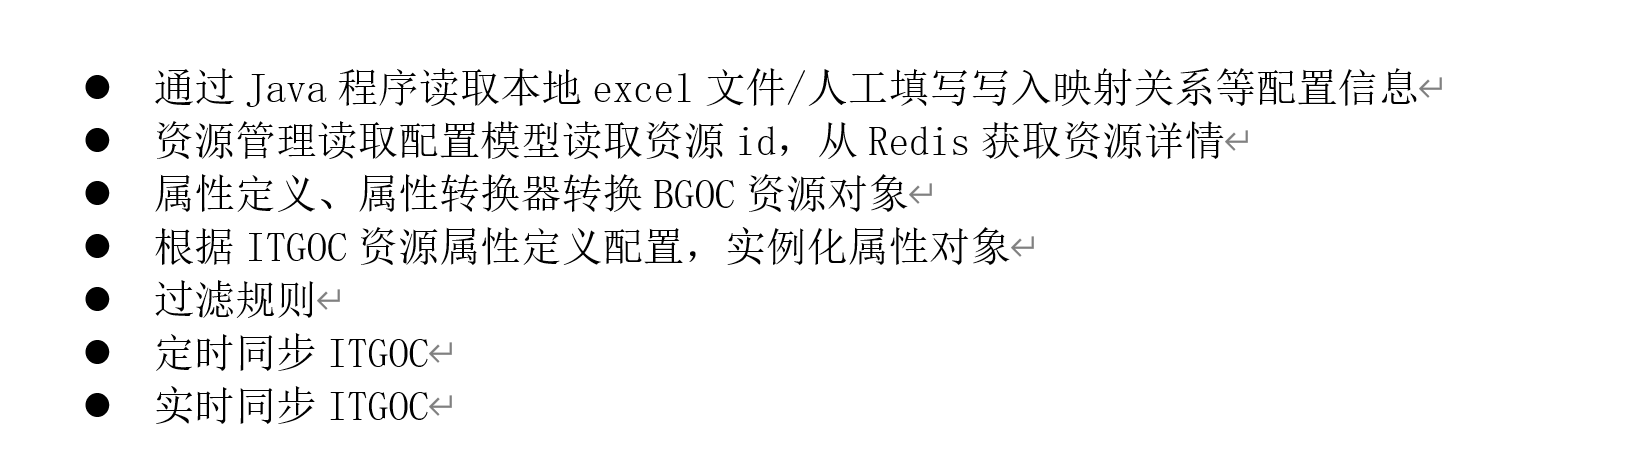 ● 通过 Java 程序读取本地 excel 文件/人工填写写入映射关系等配置信息↵
● 资源管理读取配置模型读取资源 id，从 Redis 获取资源详情↵
● 属性定义、属性转换器转换 BGOC 资源对象↵
● 根据 ITGOC 资源属性定义配置，实例化属性对象↵
● 过滤规则↵
● 定时同步 ITGOC↵
● 实时同步 ITGOC↵